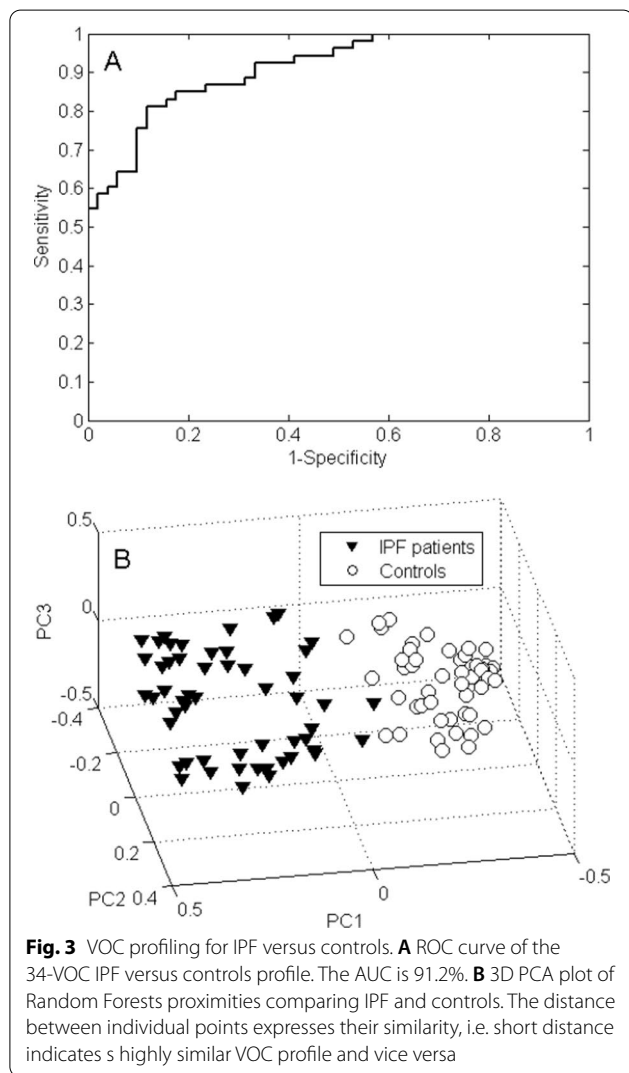 A
1
0.9
0.8
0.7
0.6
0.5
0.4
0.3
0.2
0.1
0
Sensitivity
0 0.2 0.4 0.6 0.8 1
1-Specificity
B
IPF patients
Controls
0.5
0
-0.5
PC3
-0.4
-0.2
0
0.2
0.4
PC2
0.5
0
-0.5
PC1
Fig. 3 VOC profiling for IPF versus controls. A ROC curve of the
34-VOC IPF versus controls profile. The AUC is 91.2%. B 3D PCA plot of
Random Forests proximities comparing IPF and controls. The distance
between individual points expresses their similarity, i.e. short distance
indicates s highly similar VOC profile and vice versa